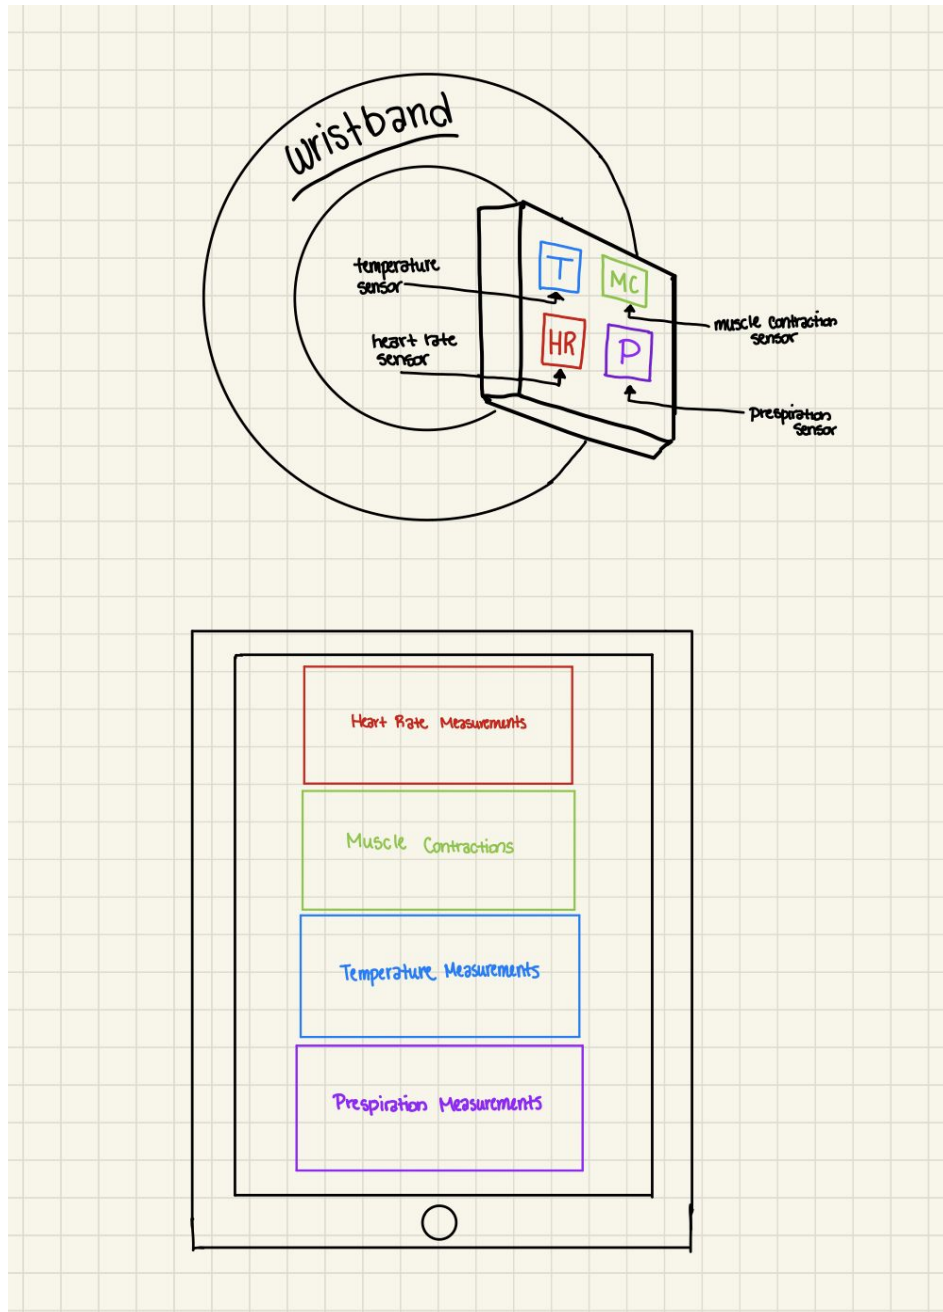 wristband
temperature
sensor
T
MC
muscle contraction
sensor
heart rate
sensor
HR
P
prespiration
sensor
Heart Rate Measurements
Muscle Contractions
Temperature Measurements
Prespiration Measurements